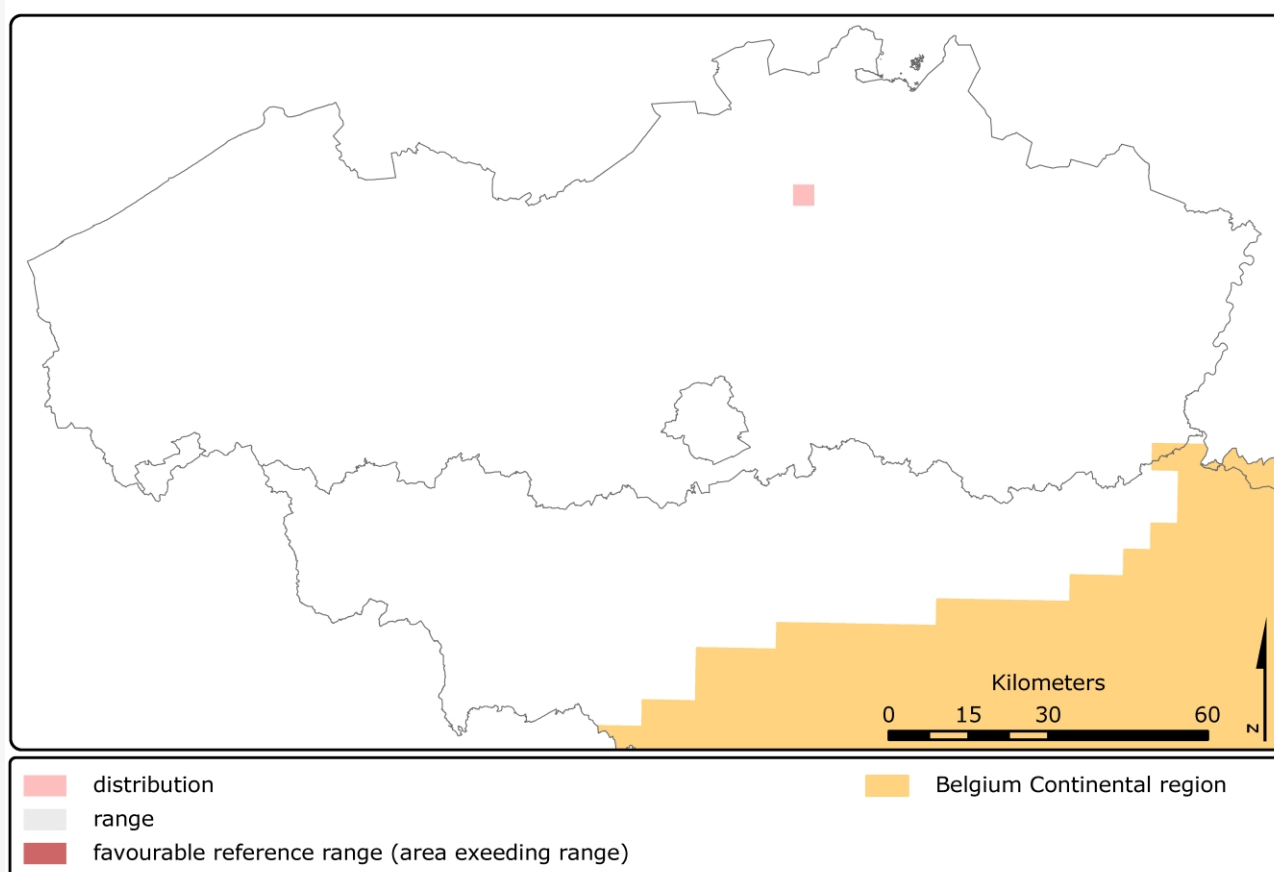 Kilometers
0 15 30 60
N
distribution
range
favourable reference range (area exeeding range)
Belgium Continental region